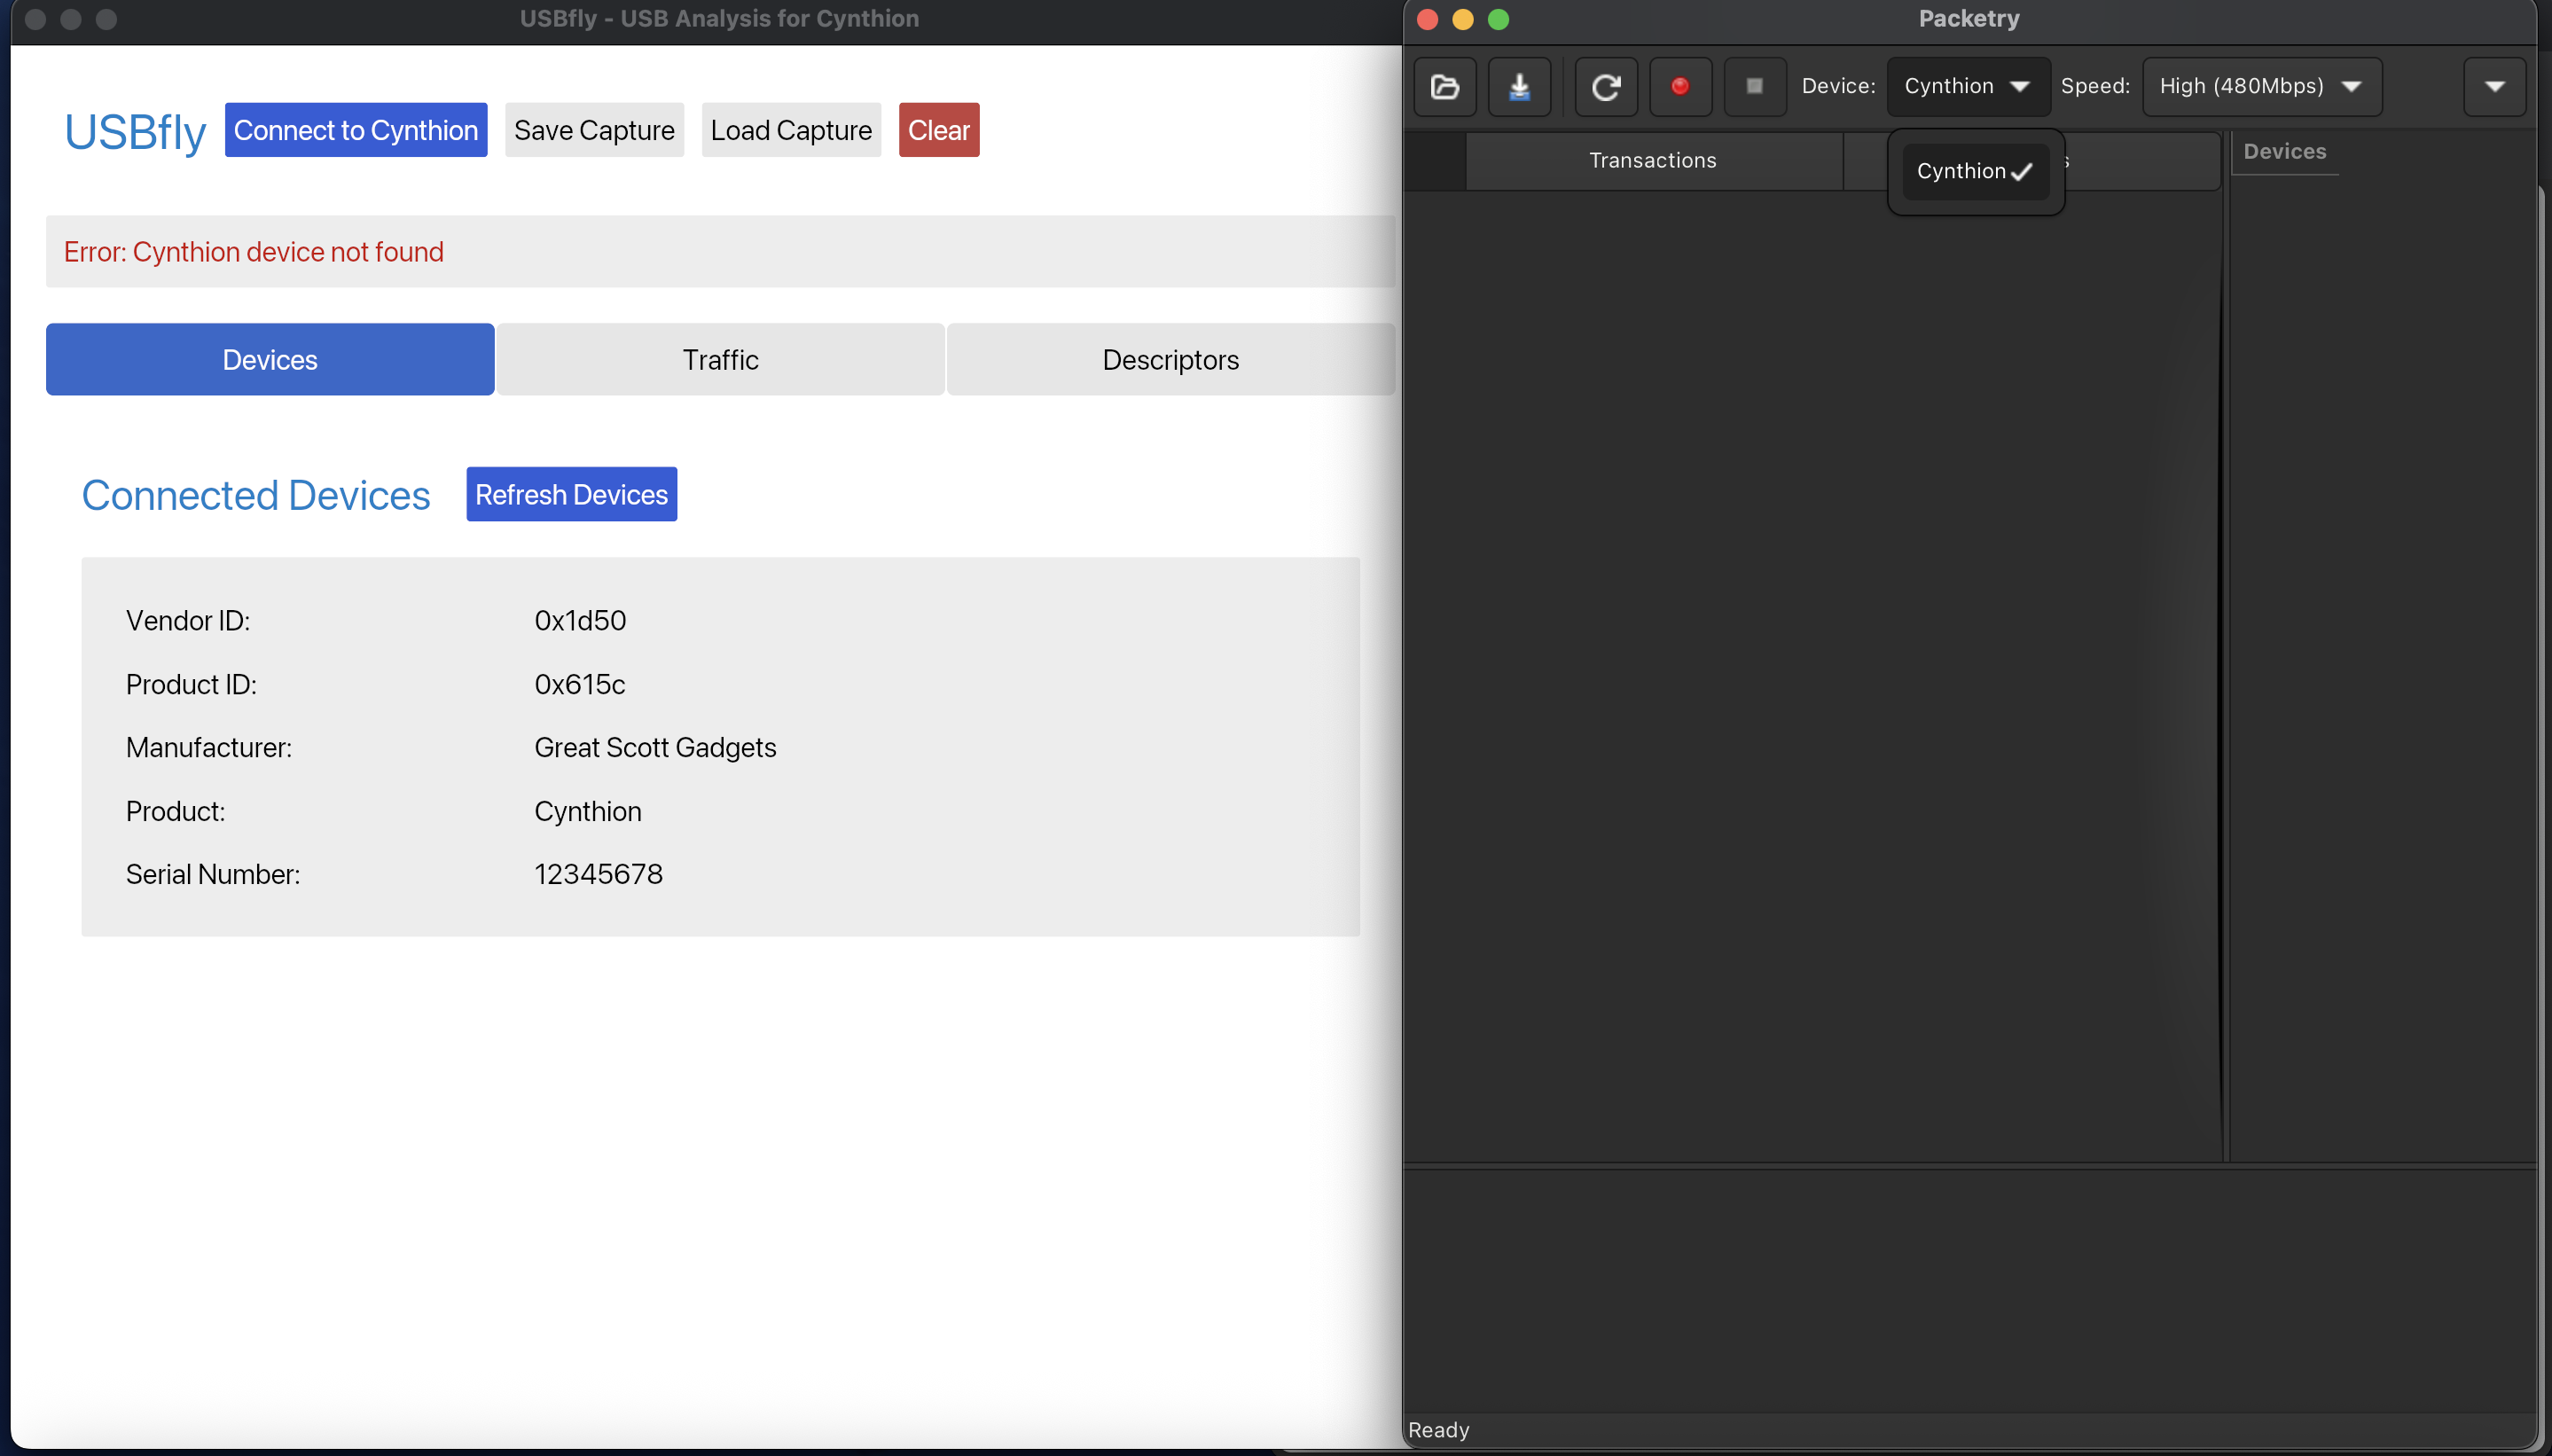 USBfly - USB Analysis for Cynthion
USBfly
Connect to Cynthion
Save Capture
Load Capture
Clear
Error: Cynthion device not found
Devices
Traffic
Descriptors
Connected Devices
Refresh Devices
Vendor ID: 0x1d50
Product ID: 0x615c
Manufacturer: Great Scott Gadgets
Product: Cynthion
Serial Number: 12345678
Packetry
Device: Cynthion
Speed: High (480Mbps)
Transactions
Cynthion
Devices
Ready